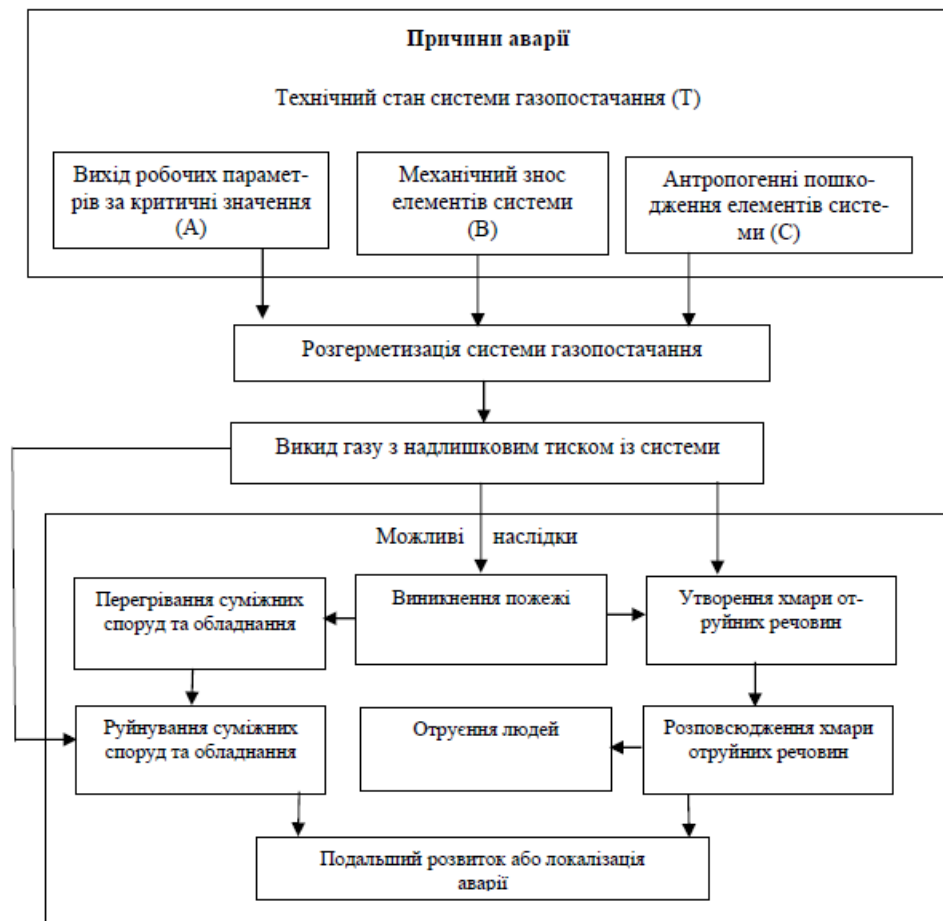 Причини аварії
Технічний стан системи газопостачання (Т)
Вихід робочих парамет-
рів за критичні значення
(А)
Механічний знос
елементів системи
(В)
Антропогенні пошко-
дження елементів систе-
ми (С)
Розгерметизація системи газопостачання
Викид газу з надлишковим тиском із системи
Можливі наслідки
Перегрівання суміжних
споруд та обладнання
Виникнення пожежі
Утворення хмари от-
руйних речовин
Руйнування суміжних
споруд та обладнання
Отруєння людей
Розповсюдження хмари
отруйних речовин
Подальший розвиток або локалізація
аварії